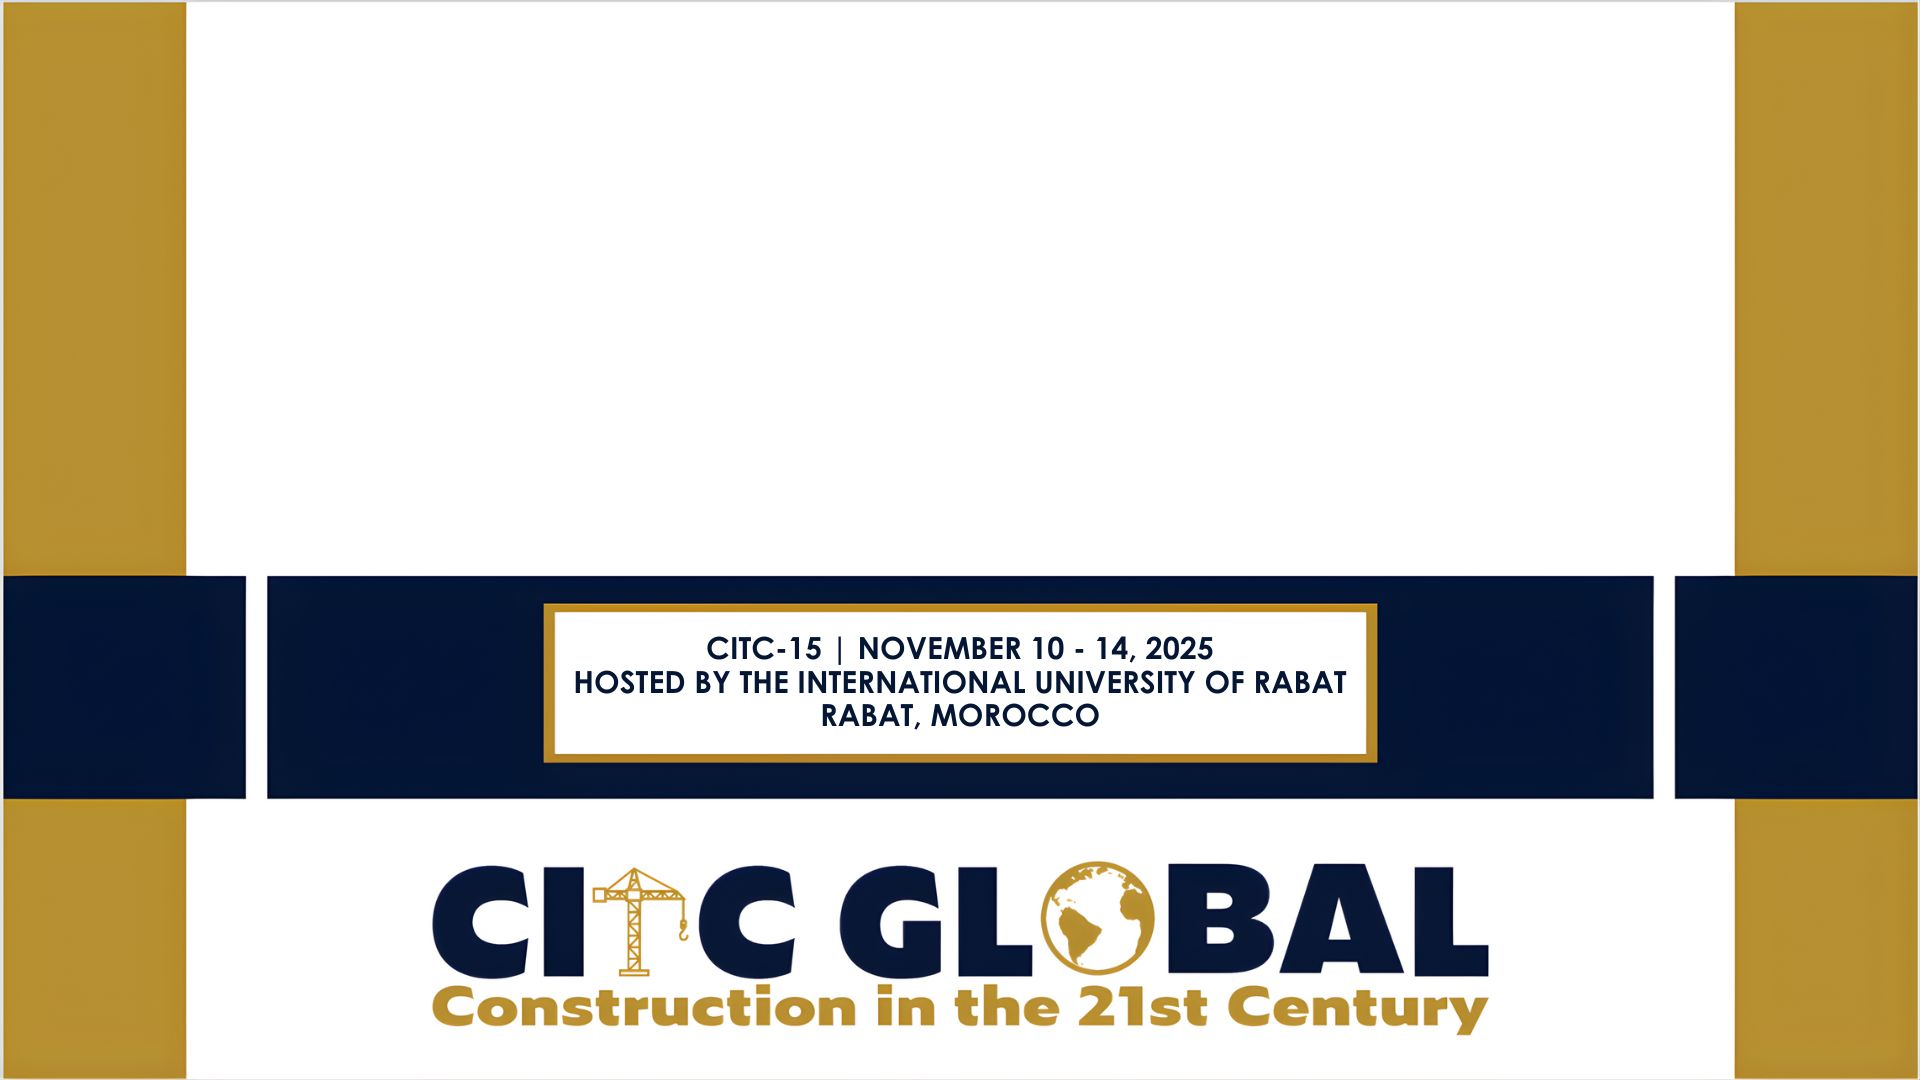 CITC-15 | NOVEMBER 10 - 14, 2025
HOSTED BY THE INTERNATIONAL UNIVERSITY OF RABAT
RABAT, MOROCCO
CITC GLOBAL
Construction in the 21st Century